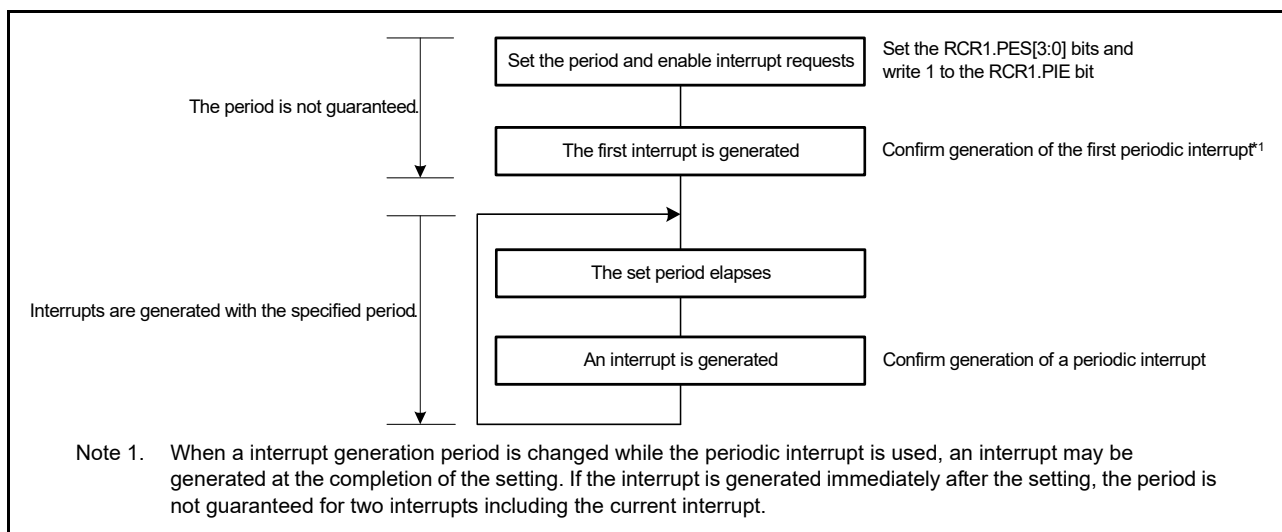 Set the period and enable interrupt requests
Set the RCR1.PES[3:0] bits and
write 1 to the RCR1.PIE bit
The period is not guaranteed.
The first interrupt is generated
Confirm generation of the first periodic interrupt*1
The set period elapses
Interrupts are generated with the specified period.
An interrupt is generated
Confirm generation of a periodic interrupt
Note 1. When a interrupt generation period is changed while the periodic interrupt is used, an interrupt may be
generated at the completion of the setting. If the interrupt is generated immediately after the setting, the period is
not guaranteed for two interrupts including the current interrupt.